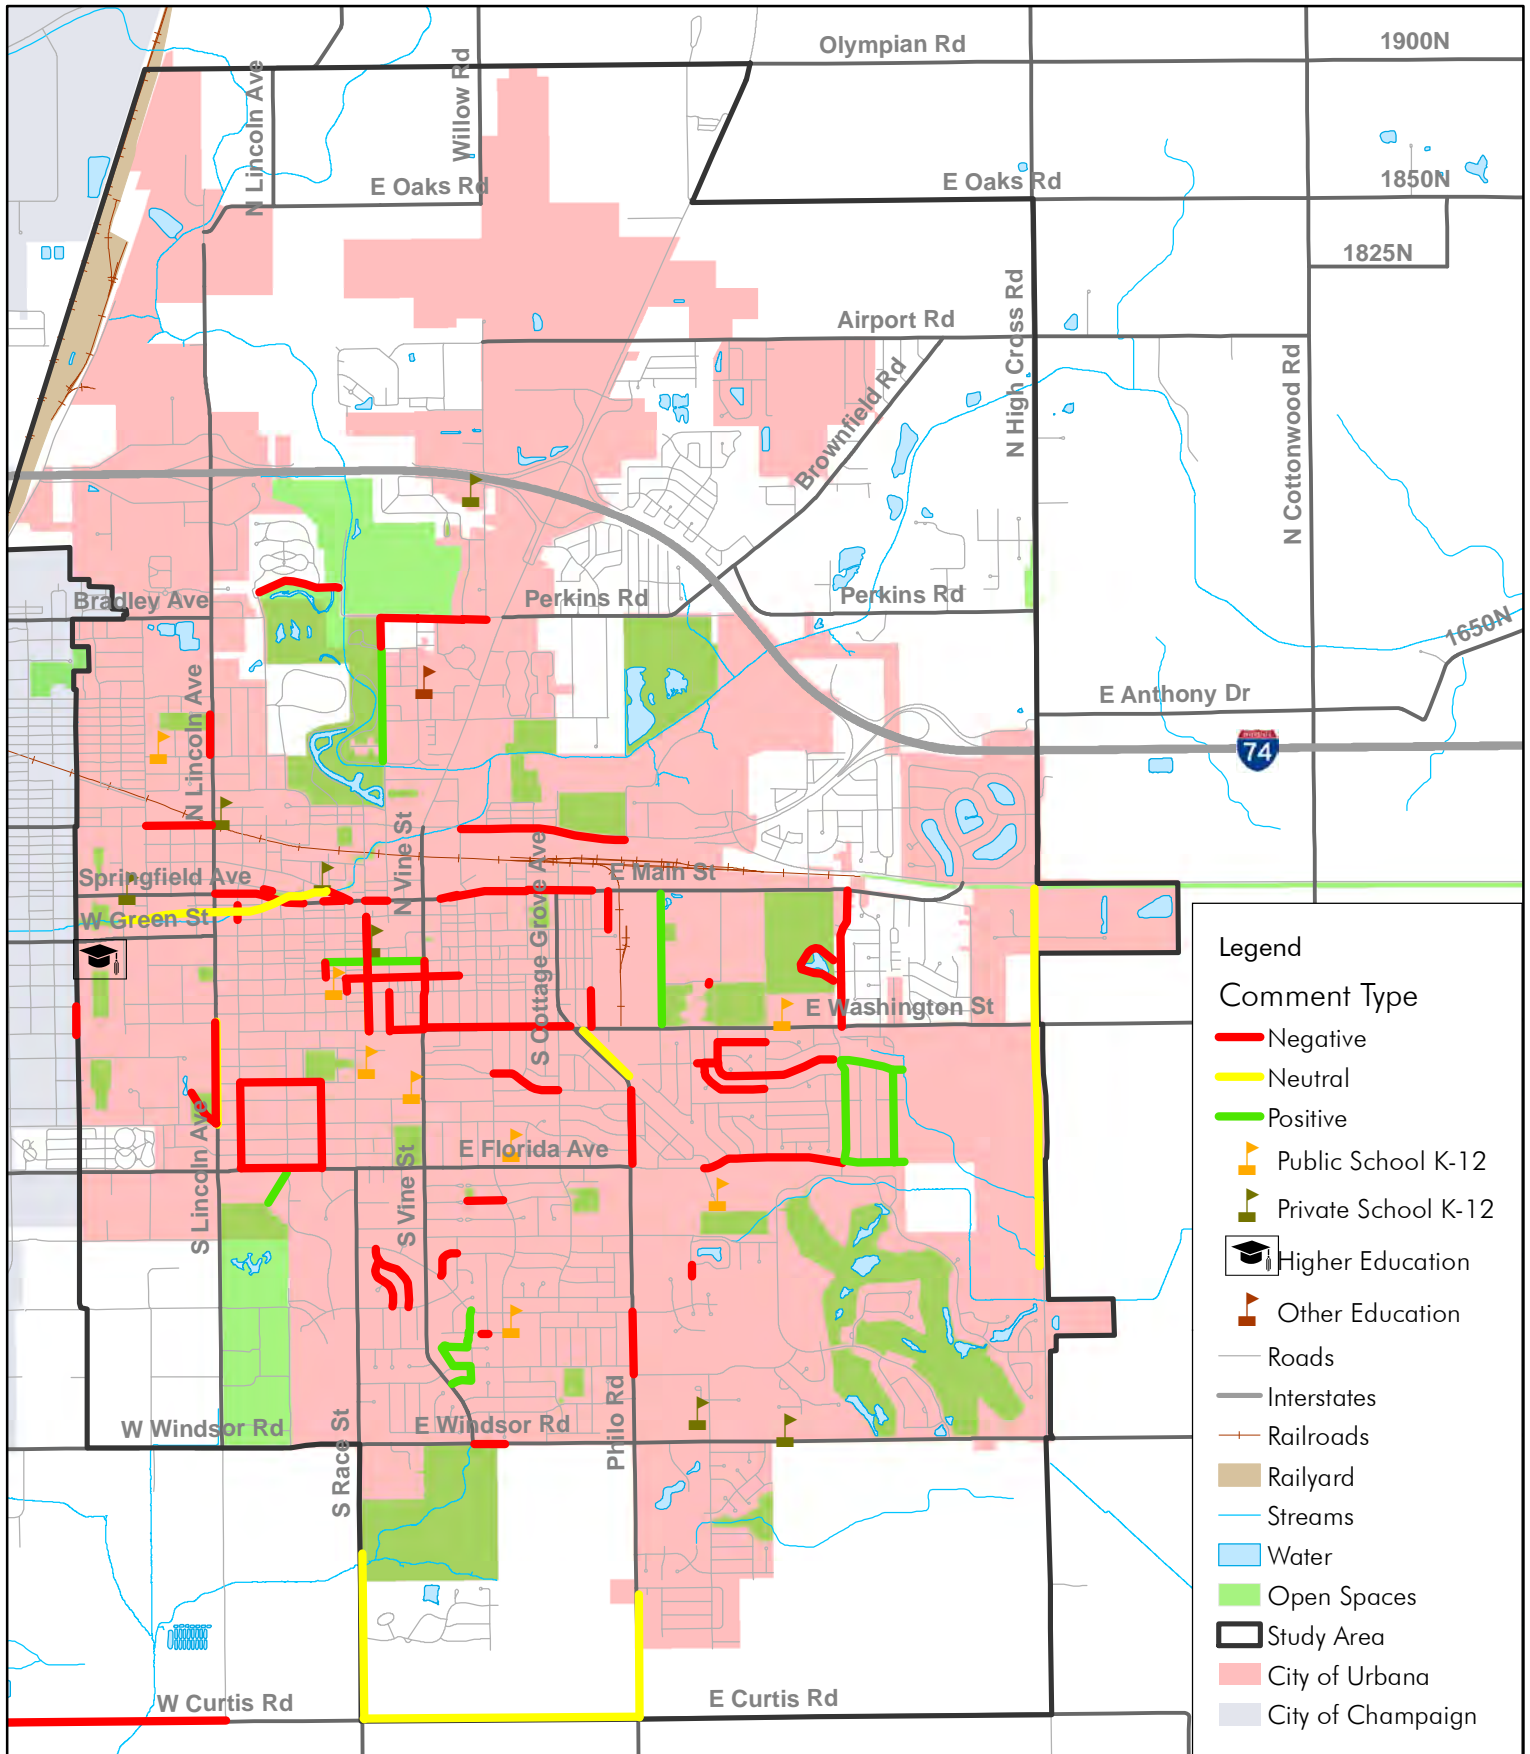 Olympian Rd
1900N
N Lincoln Ave
Willow Rd
E Oaks Rd
E Oaks Rd
1850N
1825N
Airport Rd
N High Cross Rd
N Cottonwood Rd
Brownfield Rd
Bradley Ave
Perkins Rd
Perkins Rd
1650N
E Anthony Dr
INTERSTATE
74
N Lincoln Ave
N Vine St
S Cottage Grove Ave
Springfield Ave
E Main St
W Green St
E Washington St
S Lincoln Ave
S Vine St
E Florida Ave
W Windsor Rd
S Race St
E Windsor Rd
Philo Rd
W Curtis Rd
E Curtis Rd
Legend
Comment Type
Negative
Neutral
Positive
Public School K-12
Private School K-12
Higher Education
Other Education
Roads
Interstates
Railroads
Railyard
Streams
Water
Open Spaces
Study Area
City of Urbana
City of Champaign